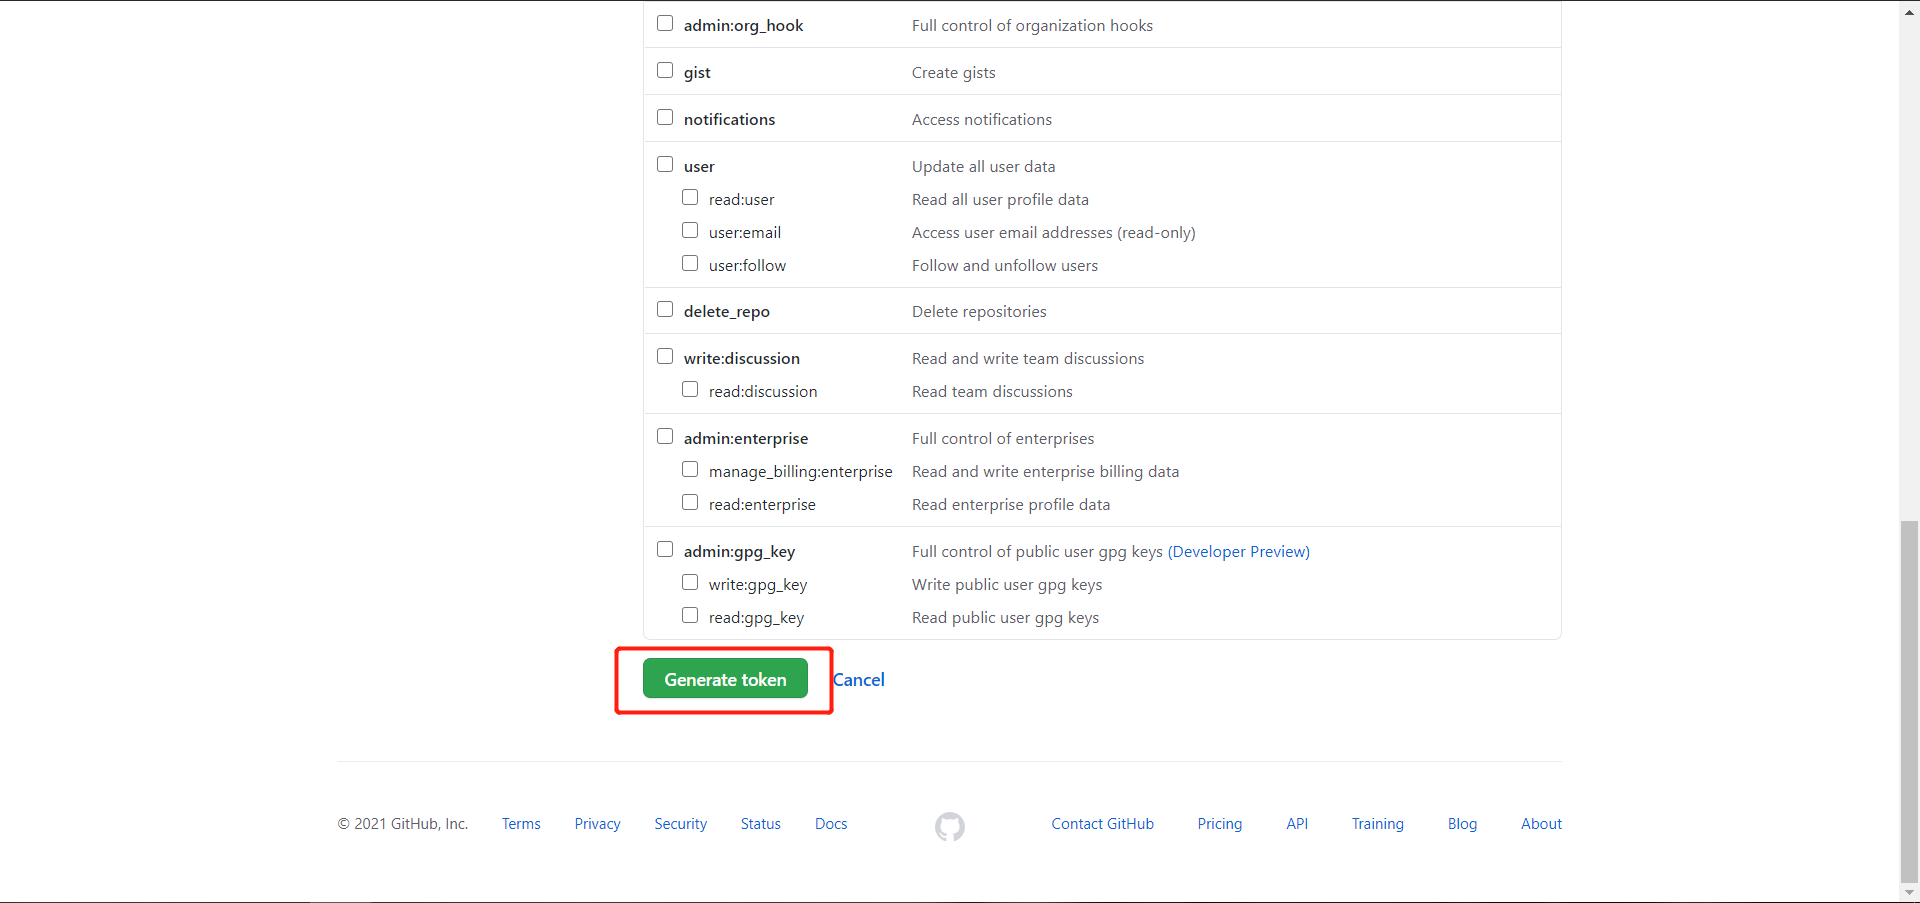 admin:org_hook Full control of organization hooks
gist Create gists
notifications Access notifications
user Update all user data
read:user Read all user profile data
user:email Access user email addresses (read-only)
user:follow Follow and unfollow users
delete_repo Delete repositories
write:discussion Read and write team discussions
read:discussion Read team discussions
admin:enterprise Full control of enterprises
manage_billing:enterprise Read and write enterprise billing data
read:enterprise Read enterprise profile data
admin:gpg_key Full control of public user gpg keys (Developer Preview)
write:gpg_key Write public user gpg keys
read:gpg_key Read public user gpg keys
Generate token Cancel
© 2021 GitHub, Inc. Terms Privacy Security Status Docs Contact GitHub Pricing API Training Blog About